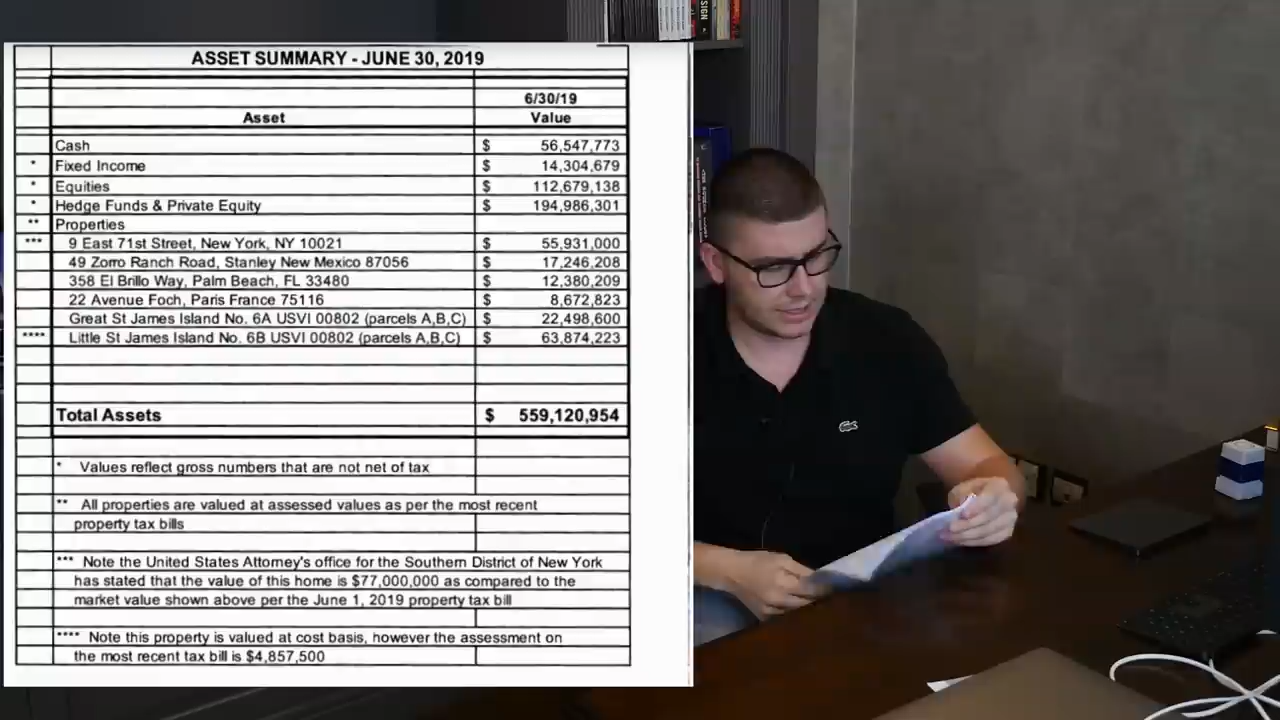 ASSET SUMMARY - JUNE 30, 2019
6/30/19
Asset Value
Cash $ 56,547,773
* Fixed Income $ 14,304,679
* Equities $ 112,679,138
* Hedge Funds & Private Equity $ 194,986,301
** Properties
*** 9 East 71st Street, New York, NY 10021 $ 55,931,000
49 Zorro Ranch Road, Stanley New Mexico 87056 $ 17,246,208
358 El Brillo Way, Palm Beach, FL 33480 $ 12,380,209
22 Avenue Foch, Paris France 75116 $ 8,672,823
Great St James Island No. 6A USVI 00802 (parcels A,B,C) $ 22,498,600
**** Little St James Island No. 6B USVI 00802 (parcels A,B,C) $ 63,874,223
Total Assets $ 559,120,954
* Values reflect gross numbers that are not net of tax
** All properties are valued at assessed values as per the most recent
property tax bills
*** Note the United States Attorney's office for the Southern District of New York
has stated that the value of this home is $77,000,000 as compared to the
market value shown above per the June 1, 2019 property tax bill
**** Note this property is valued at cost basis, however the assessment on
the most recent tax bill is $4,857,500
SIGN